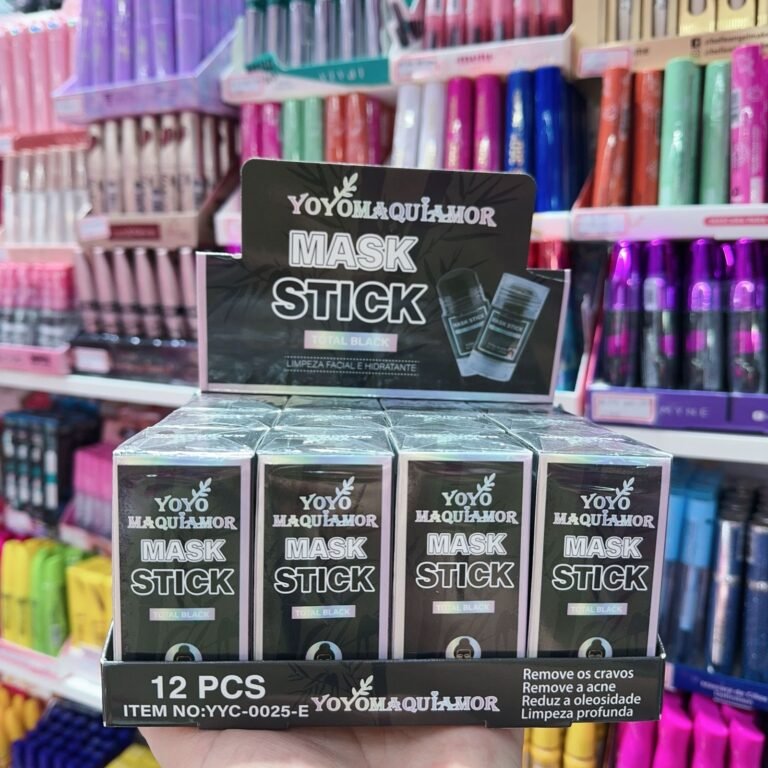 YOYOMAQUIAMOR
MASK
STICK
TOTAL BLACK
LIMPEZA FACIAL E HIDRATANTE
MASK STICK
MASK STICK
YOYO
MAQUIAMOR
MASK
STICK
TOTAL BLACK
YOYO
MAQUIAMOR
MASK
STICK
TOTAL BLACK
YOYO
MAQUIAMOR
MASK
STICK
TOTAL BLACK
YOYO
MAQUIAMOR
MASK
STICK
TOTAL BLACK
12 PCS
ITEM NO:YYC-0025-E
YOYOMAQUIAMOR
Remove os cravos
Remove a acne
Reduz a oleosidade
Limpeza profunda